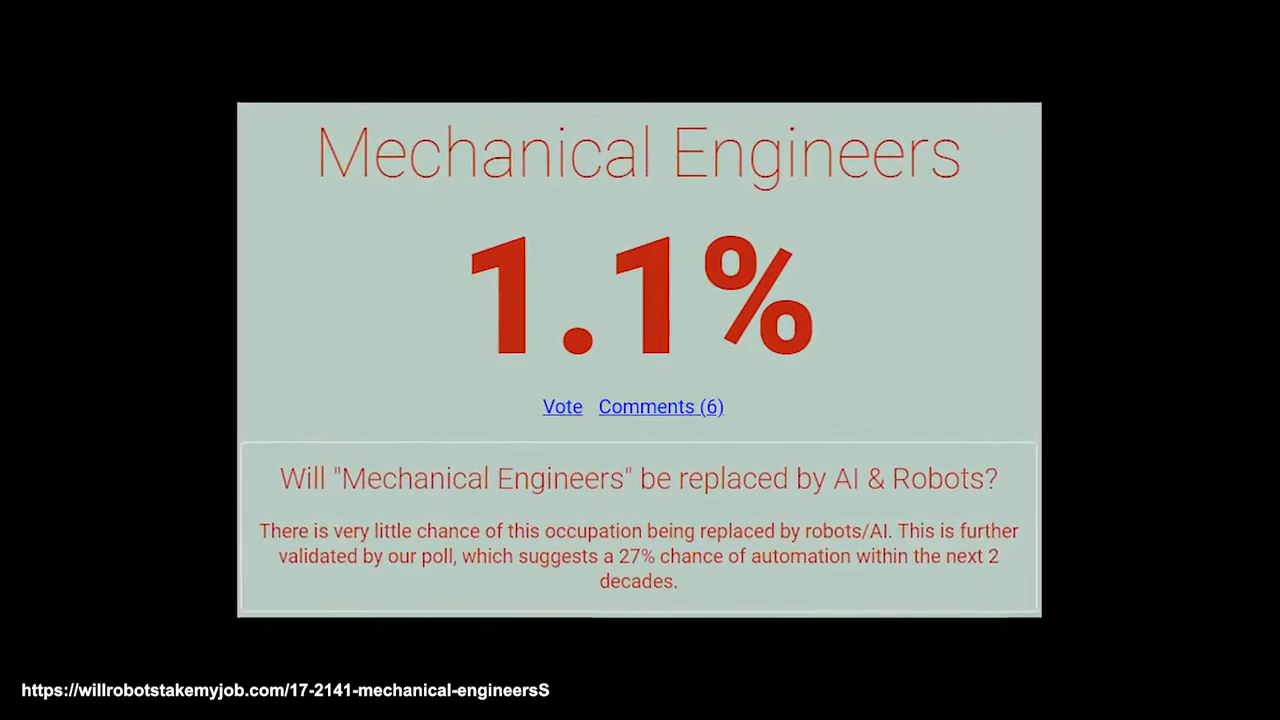 Mechanical Engineers
1.1%
Vote Comments (6)
Will "Mechanical Engineers" be replaced by AI & Robots?
There is very little chance of this occupation being replaced by robots/AI. This is further
validated by our poll, which suggests a 27% chance of automation within the next 2
decades.
https://willrobotstakemyjob.com/17-2141-mechanical-engineersS